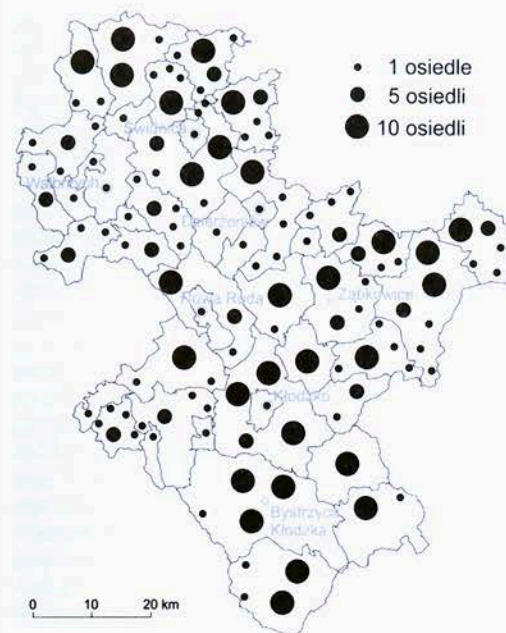 1 osiedle
5 osiedli
10 osiedli
Świdnica
Wałbrzych
Dzierżoniów
Nowa Ruda
Ząbkowice
Kłodzko
Bystrzyca
Kłodzka
0 10 20 km